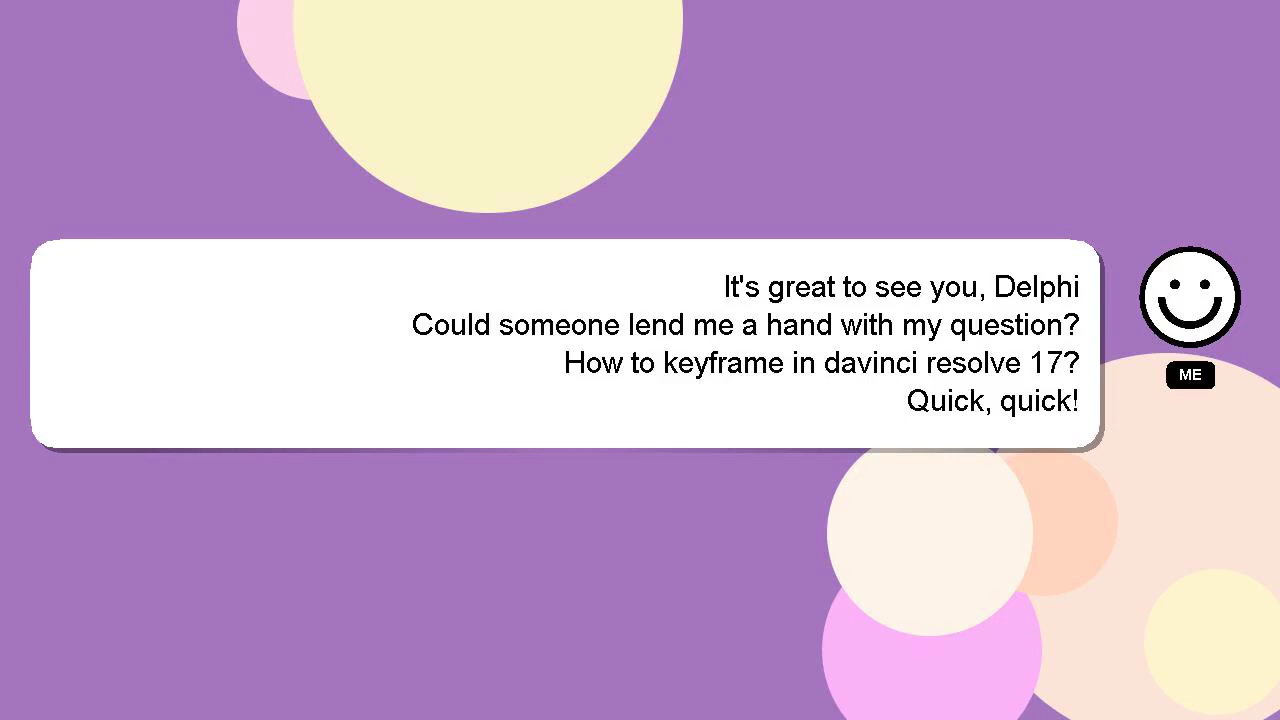 It's great to see you, Delphi
Could someone lend me a hand with my question?
How to keyframe in davinci resolve 17?
Quick, quick!
ME